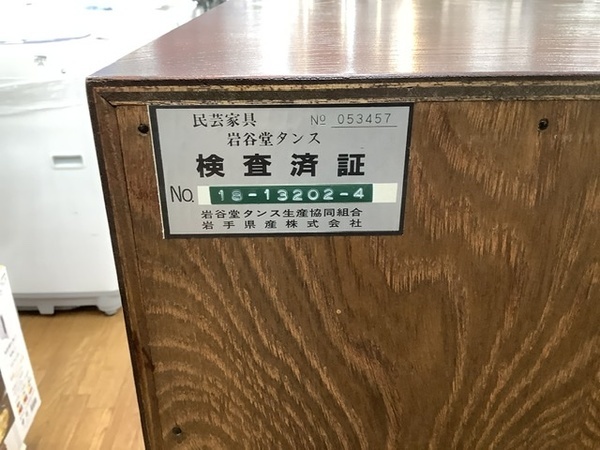 民芸家具 No 053457
岩谷堂タンス
検査済証
No. 18-13202-4
岩谷堂タンス生産協同組合
岩手県産株式会社